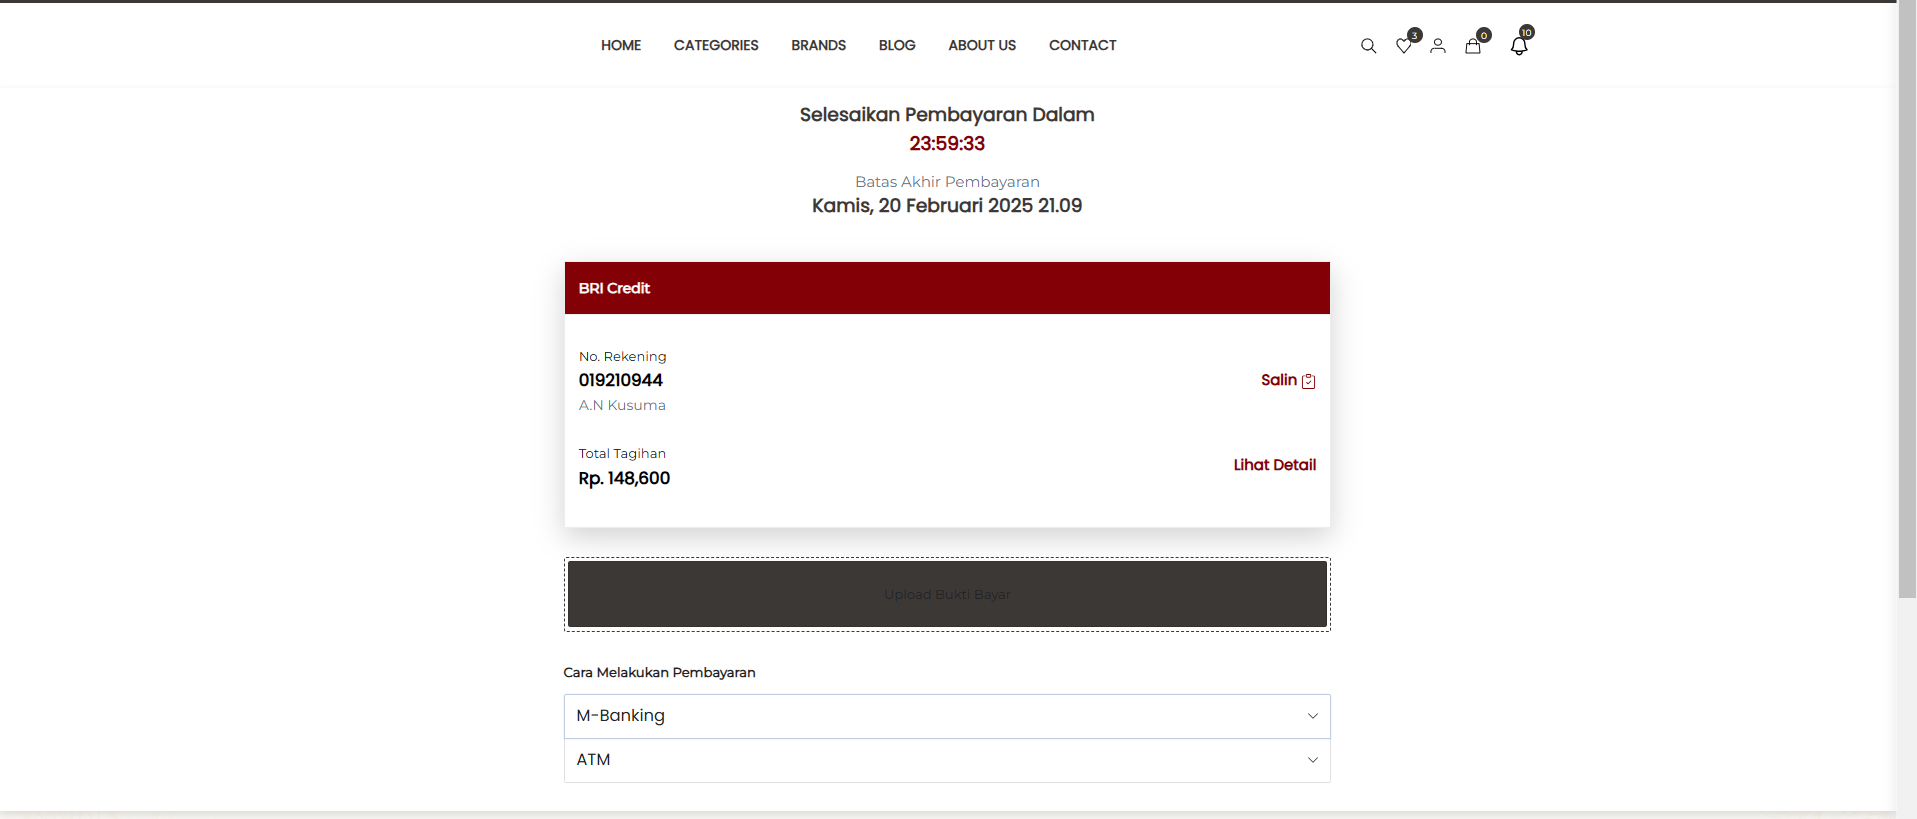 HOME CATEGORIES BRANDS BLOG ABOUT US CONTACT 3 0 10
Selesaikan Pembayaran Dalam
23:59:33
Batas Akhir Pembayaran
Kamis, 20 Februari 2025 21.09
BRI Credit
No. Rekening
019210944
Salin
A.N Kusuma
Total Tagihan
Lihat Detail
Rp. 148,600
Upload Bukti Bayar
Cara Melakukan Pembayaran
M-Banking
ATM